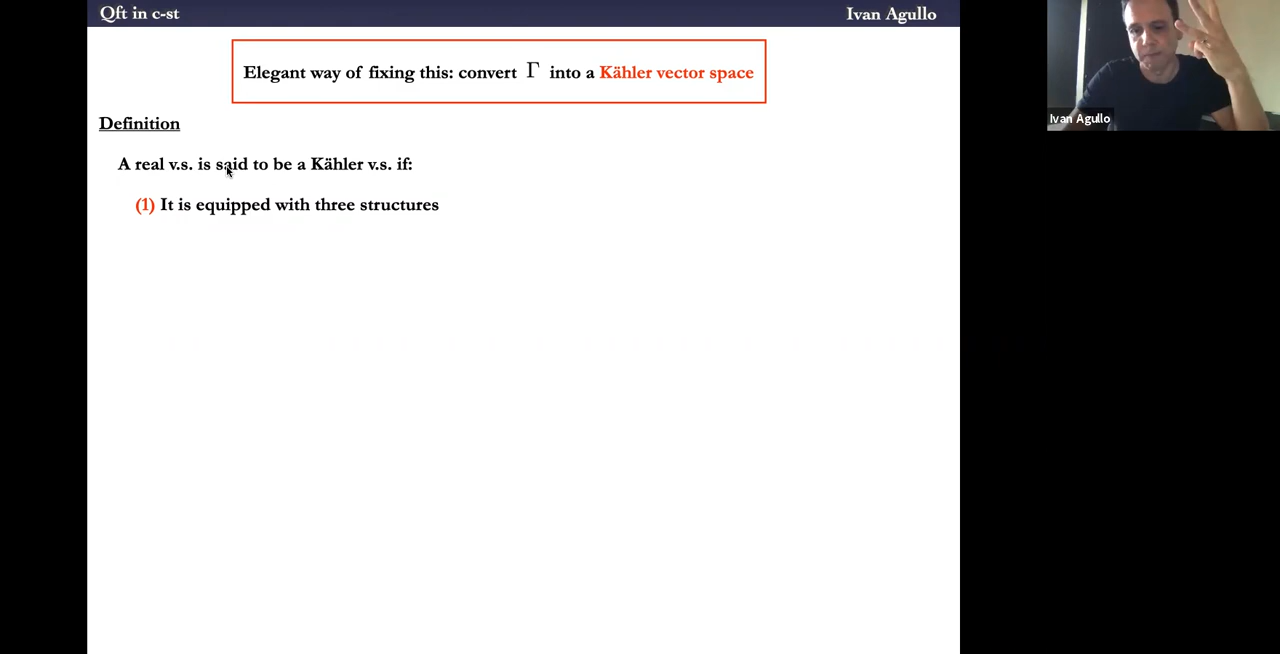 Qft in c-st
Ivan Agullo
Elegant way of fixing this: convert Γ into a Kähler vector space
Definition
A real v.s. is said to be a Kähler v.s. if:
(1) It is equipped with three structures
Ivan Agullo